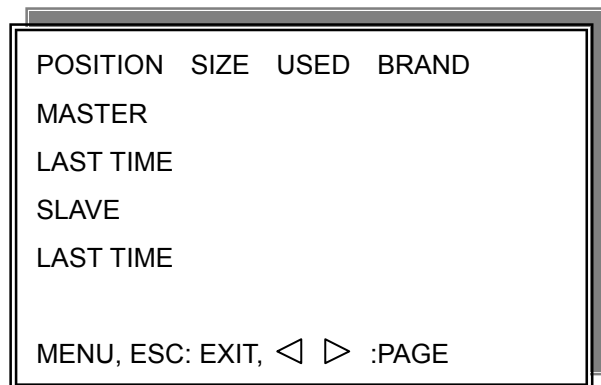 POSITION SIZE USED BRAND
MASTER
LAST TIME
SLAVE
LAST TIME
MENU, ESC: EXIT, ◁ ▷ :PAGE